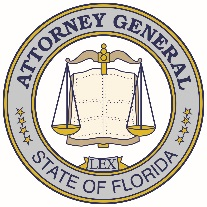 ATTORNEY GENERAL
LEX
STATE OF FLORIDA